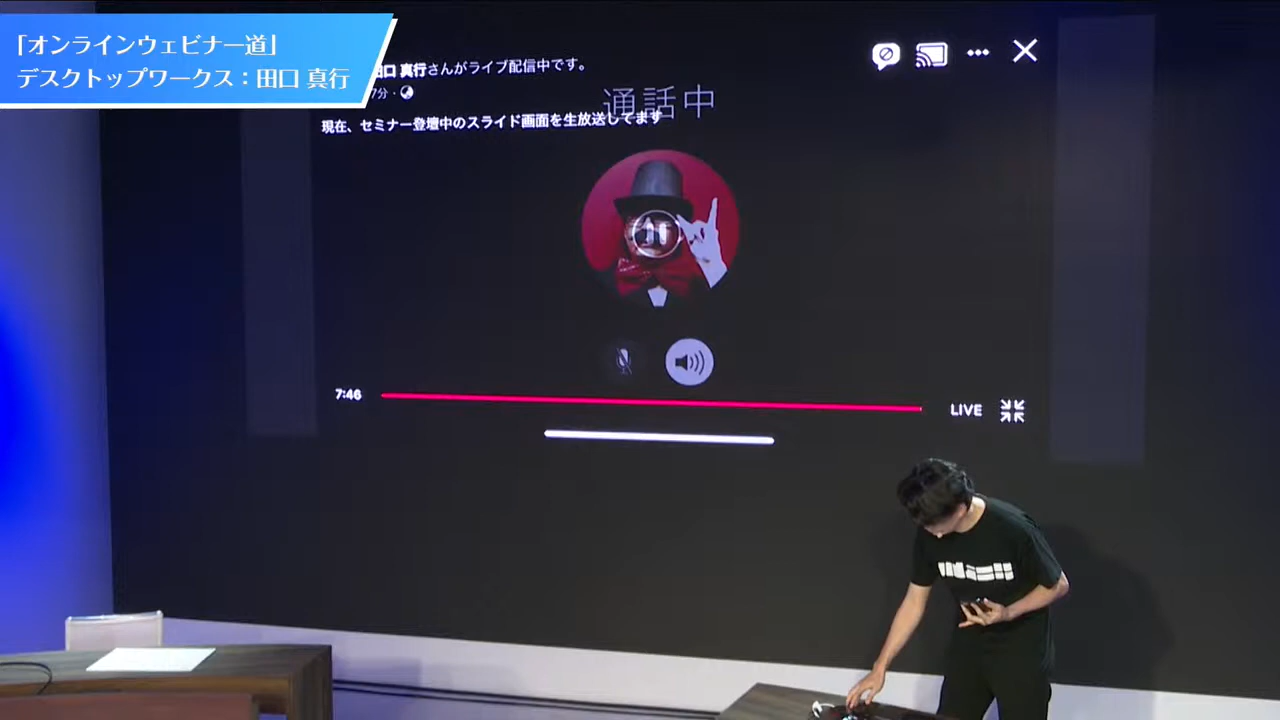 「オンラインウェビナー道」
デスクトップワークス：田口 真行
田口 真行さんがライブ配信中です。
7分
通話中
現在、セミナー登壇中のスライド画面を生放送してます
7:46
LIVE